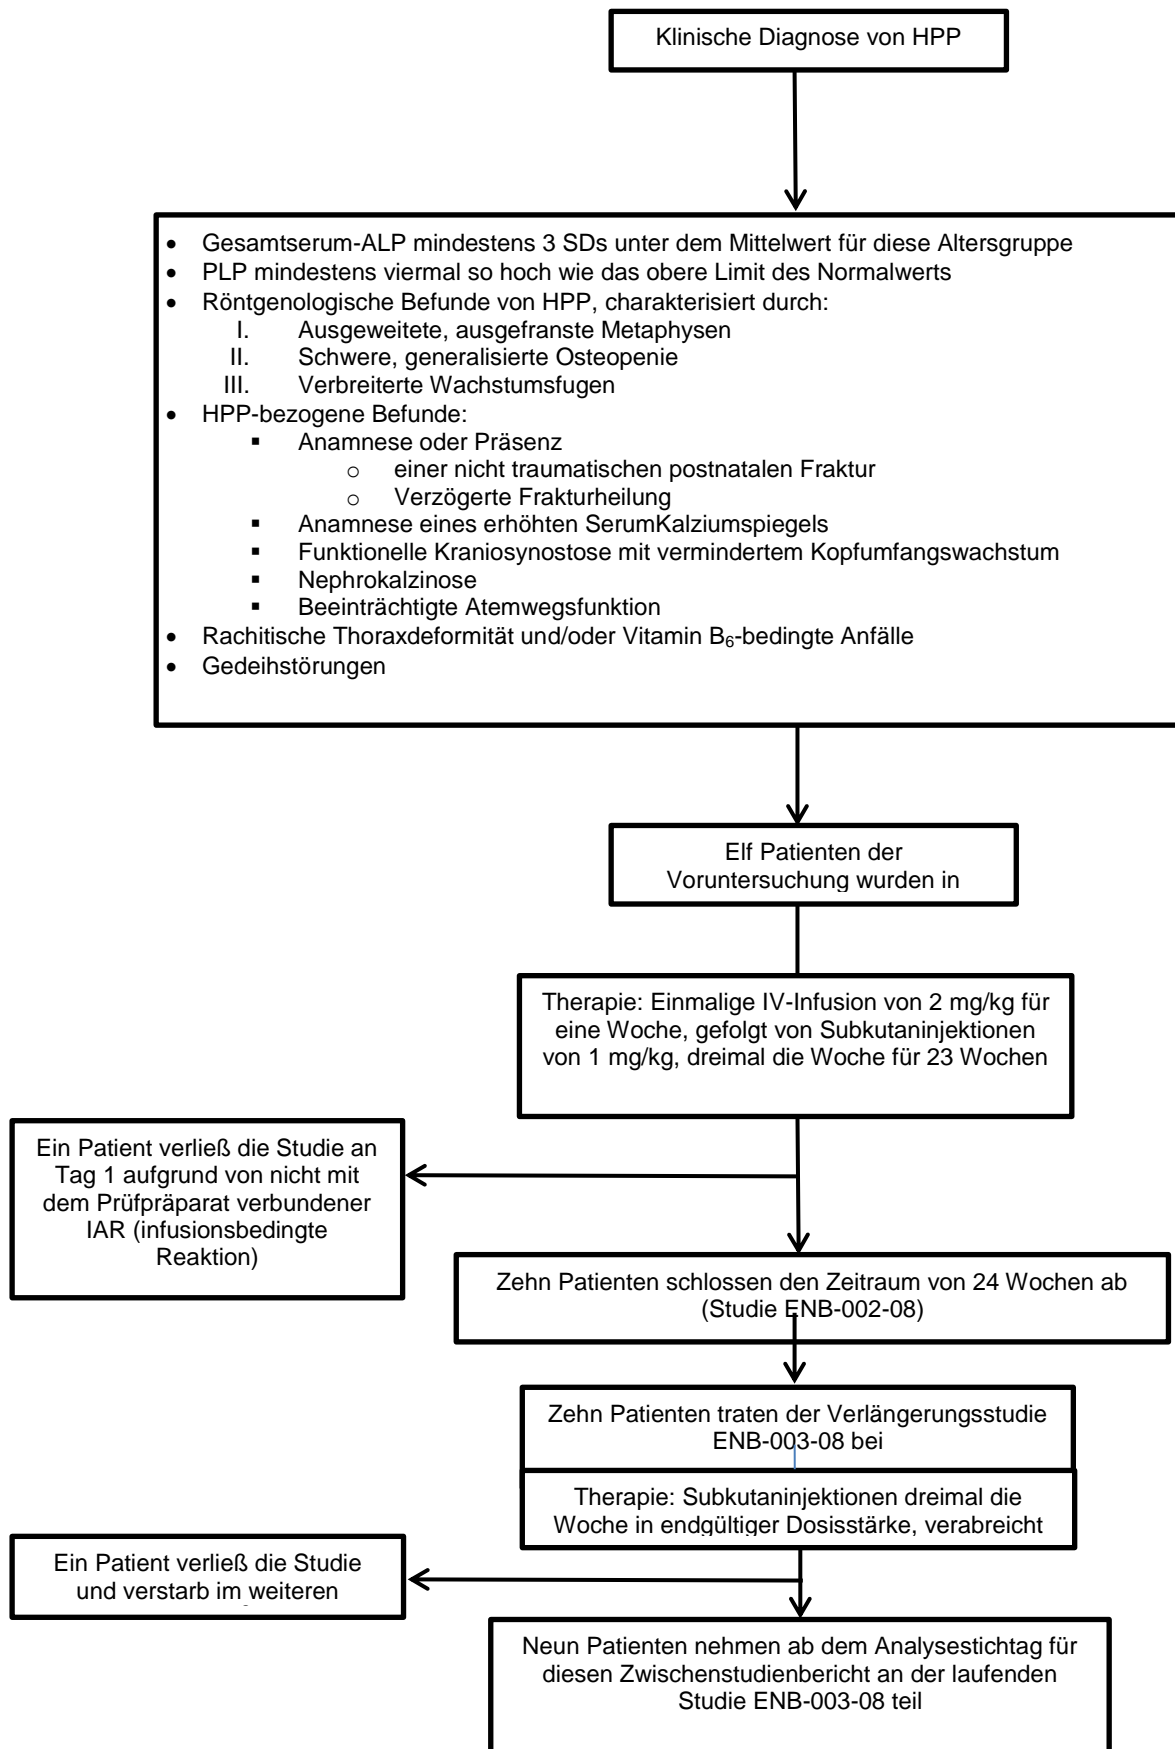 Klinische Diagnose von HPP
• Gesamtserum-ALP mindestens 3 SDs unter dem Mittelwert für diese Altersgruppe
• PLP mindestens viermal so hoch wie das obere Limit des Normalwerts
• Röntgenologische Befunde von HPP, charakterisiert durch:
I. Ausgeweitete, ausgefranste Metaphysen
II. Schwere, generalisierte Osteopenie
III. Verbreiterte Wachstumsfugen
• HPP-bezogene Befunde:
▪ Anamnese oder Präsenz
o einer nicht traumatischen postnatalen Fraktur
o Verzögerte Frakturheilung
▪ Anamnese eines erhöhten SerumKalziumspiegels
▪ Funktionelle Kraniosynostose mit vermindertem Kopfumfangswachstum
▪ Nephrokalzinose
▪ Beeinträchtigte Atemwegsfunktion
• Rachitische Thoraxdeformität und/oder Vitamin B₆-bedingte Anfälle
• Gedeihstörungen
Elf Patienten der
Voruntersuchung wurden in
Therapie: Einmalige IV-Infusion von 2 mg/kg für
eine Woche, gefolgt von Subkutaninjektionen
von 1 mg/kg, dreimal die Woche für 23 Wochen
Ein Patient verließ die Studie an
Tag 1 aufgrund von nicht mit
dem Prüfpräparat verbundener
IAR (infusionsbedingte
Reaktion)
Zehn Patienten schlossen den Zeitraum von 24 Wochen ab
(Studie ENB-002-08)
Zehn Patienten traten der Verlängerungsstudie
ENB-003-08 bei
Therapie: Subkutaninjektionen dreimal die
Woche in endgültiger Dosisstärke, verabreicht
Ein Patient verließ die Studie
und verstarb im weiteren
Neun Patienten nehmen ab dem Analysestichtag für
diesen Zwischenstudienbericht an der laufenden
Studie ENB-003-08 teil